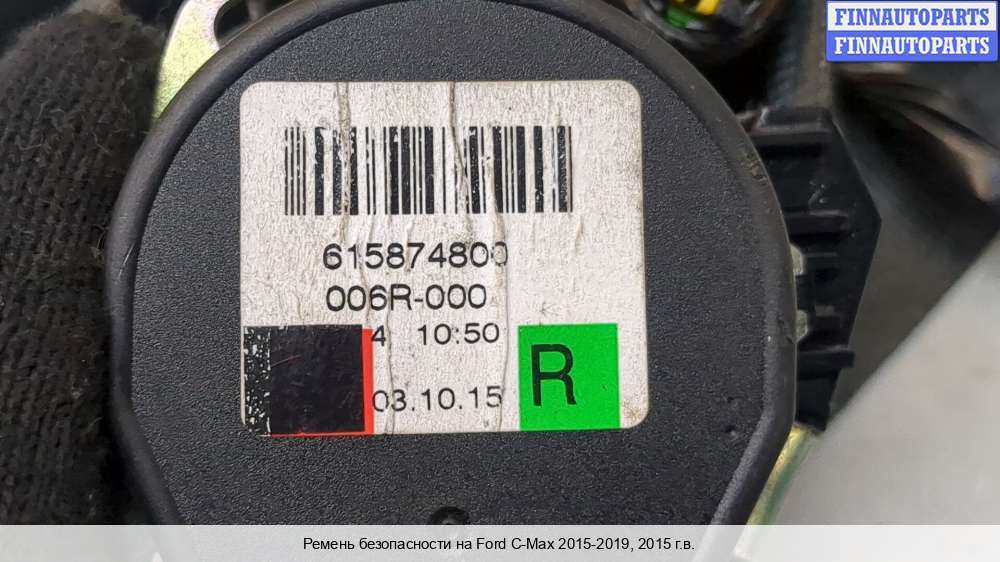 FINNAUTOPARTS
FINNAUTOPARTS
615874800
006R-000
4 10:50
R
03.10.15
Ремень безопасности на Ford C-Max 2015-2019, 2015 г.в.